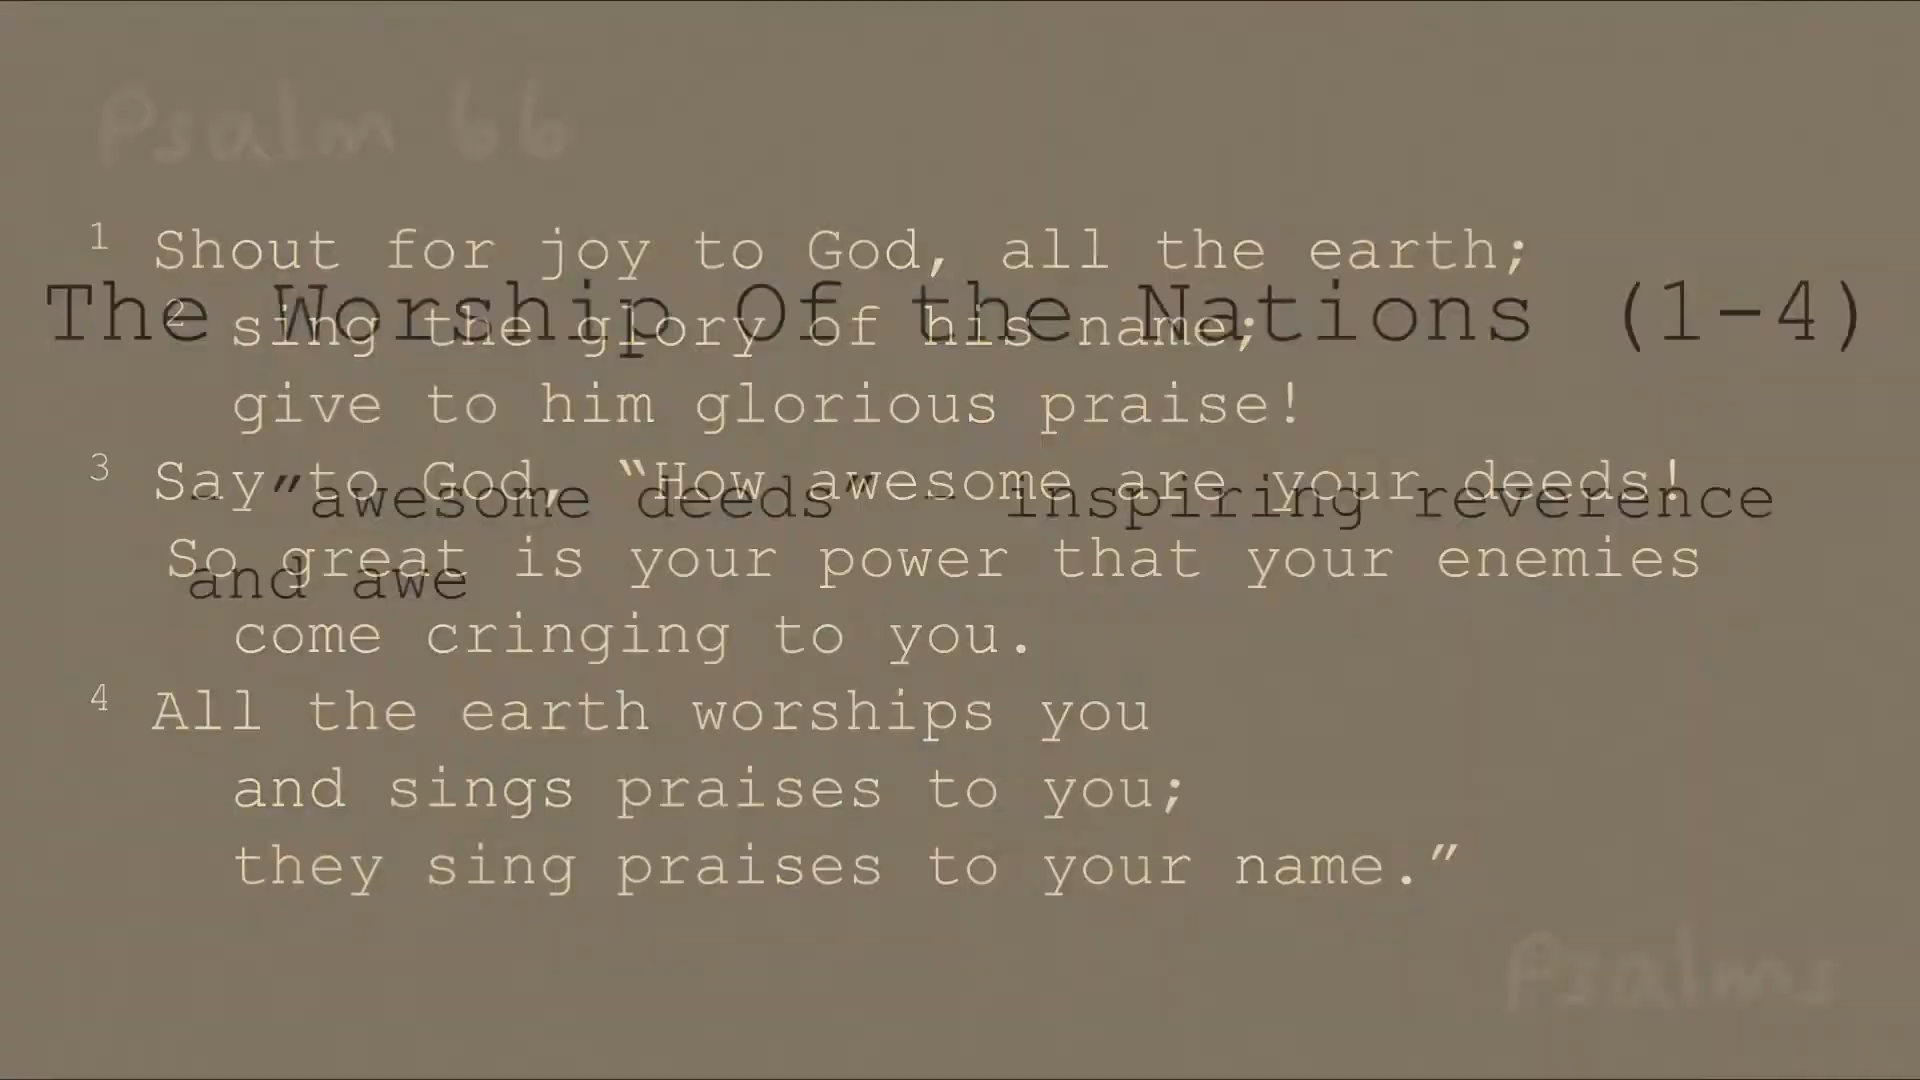 Psalm 66
1 Shout for joy to God, all the earth;
The Worship Of the Nations (1-4)
2 sing the glory of his name;
give to him glorious praise!
3 Say to God, “How awesome are your deeds!
”awesome deeds” – inspiring reverence
So great is your power that your enemies
and awe
come cringing to you.
4 All the earth worships you
and sings praises to you;
they sing praises to your name.”
Psalms